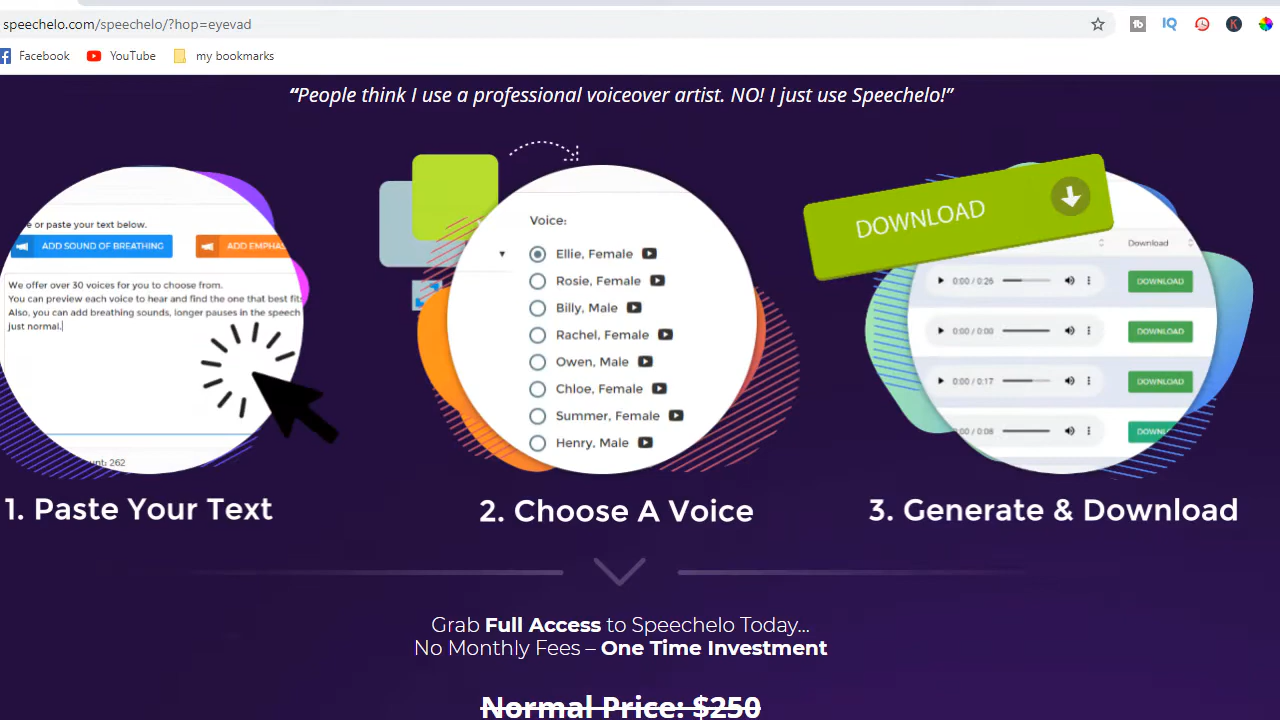 speechelo.com/speechelo/?hop=eyevad
Facebook YouTube my bookmarks
“People think I use a professional voiceover artist. NO! I just use Speechelo!”
or paste your text below.
ADD SOUND OF BREATHING
We offer over 30 voices for you to choose from.
You can preview each voice to hear and find the one that best
Also, you can add breathing sounds, longer pauses in the speech
just normal.
262
1. Paste Your Text
Voice:
Ellie, Female
Rosie, Female
Billy, Male
Rachel, Female
Owen, Male
Chloe, Female
Summer, Female
Henry, Male
2. Choose A Voice
DOWNLOAD
Download
0:00 / 0:26 DOWNLOAD
0:00 / 0:00 DOWNLOAD
0:00 / 0:17 DOWNLOAD
0:00 / 0:08
3. Generate & Download
Grab Full Access to Speechelo Today...
No Monthly Fees – One Time Investment
Normal Price: $250